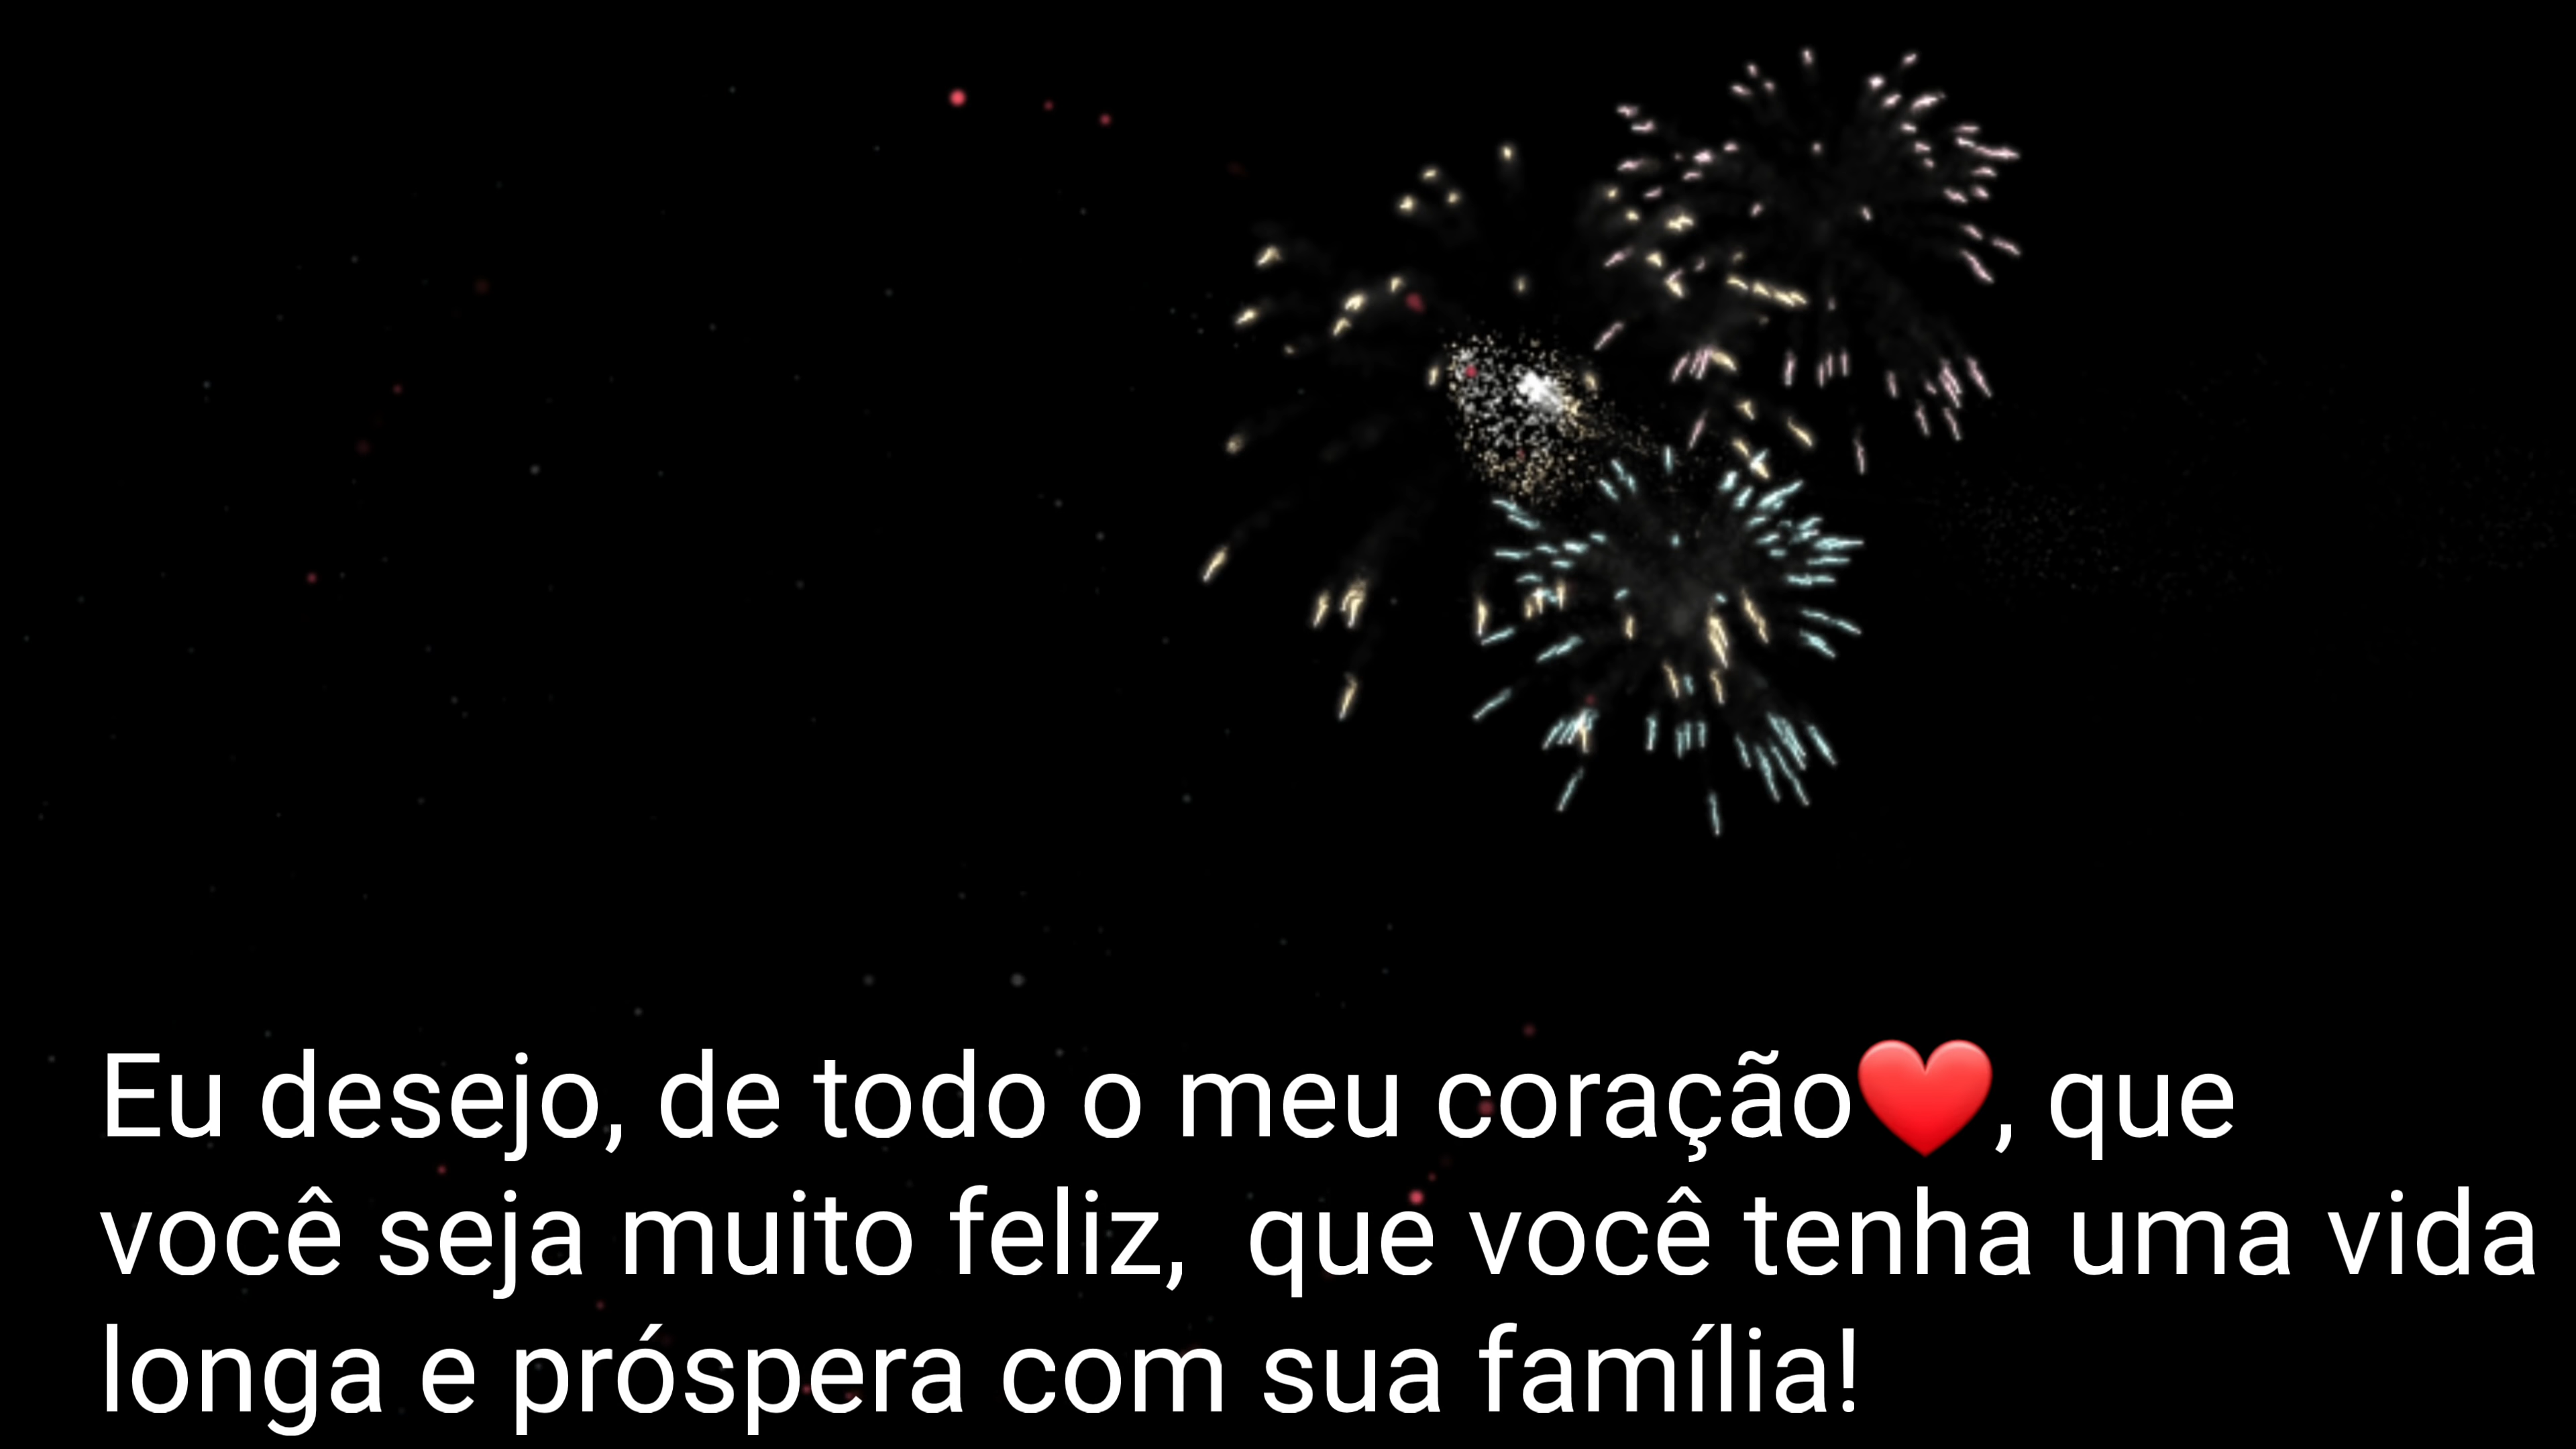 Eu desejo, de todo o meu coração❤️, que
você seja muito feliz,  que você tenha uma vida
longa e próspera com sua família!